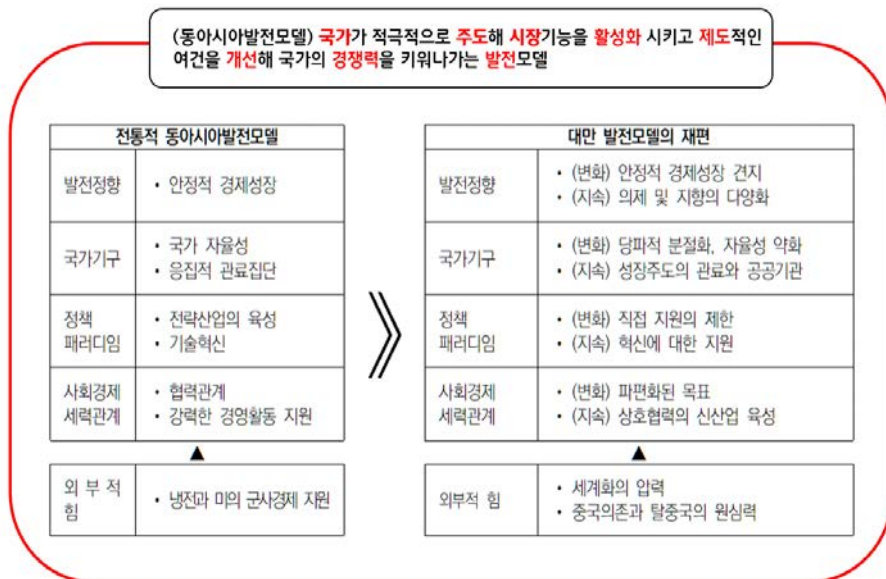 (동아시아발전모델) 국가가 적극적으로 주도해 시장기능을 활성화 시키고 제도적인
여건을 개선해 국가의 경쟁력을 키워나가는 발전모델
전통적 동아시아발전모델
발전정향
• 안정적 경제성장
국가기구
• 국가 자율성
• 응집적 관료집단
정책
패러디임
• 전략산업의 육성
• 기술혁신
사회경제
세력관계
• 협력관계
• 강력한 경영활동 지원
▲
외 부 적
힘
• 냉전과 미의 군사경제 지원
》
대만 발전모델의 재편
발전정향
• (변화) 안정적 경제성장 견지
• (지속) 의제 및 지향의 다양화
국가기구
• (변화) 당파적 분절화, 자율성 약화
• (지속) 성장주도의 관료와 공공기관
정책
패러디임
• (변화) 직접 지원의 제한
• (지속) 혁신에 대한 지원
사회경제
세력관계
• (변화) 파편화된 목표
• (지속) 상호협력의 신산업 육성
▲
외부적 힘
• 세계화의 압력
• 중국의존과 탈중국의 원심력